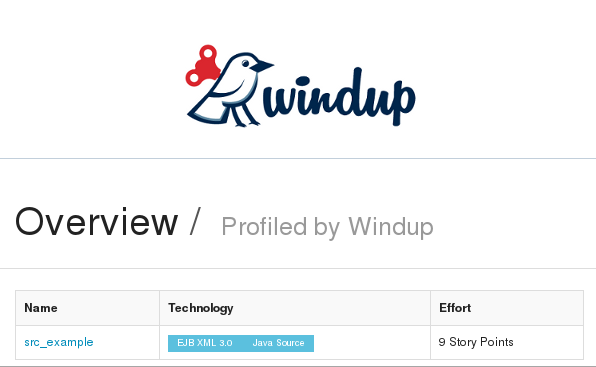 windup
Overview / Profiled by Windup
Name Technology Effort
src_example EJB XML 3.0 Java Source 9 Story Points